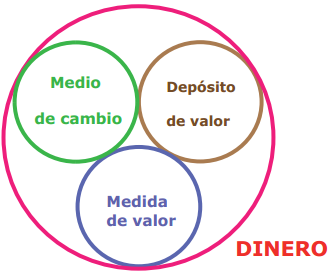 Medio
de cambio
Depósito
de valor
Medida
de valor
DINERO